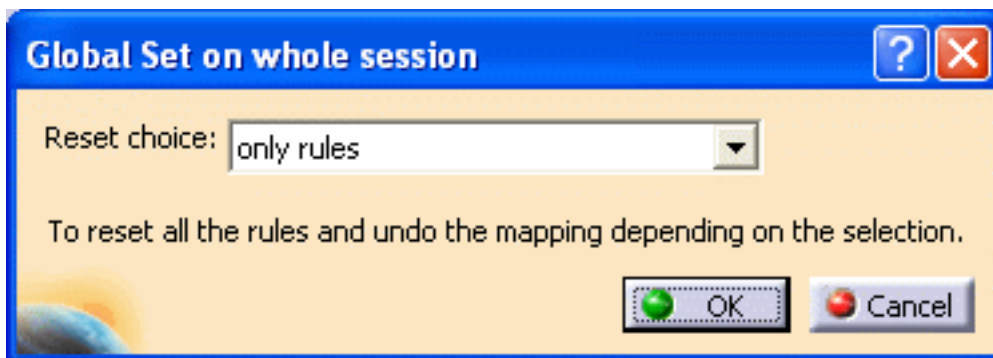 Global Set on whole session
Reset choice: only rules
To reset all the rules and undo the mapping depending on the selection.
OK Cancel